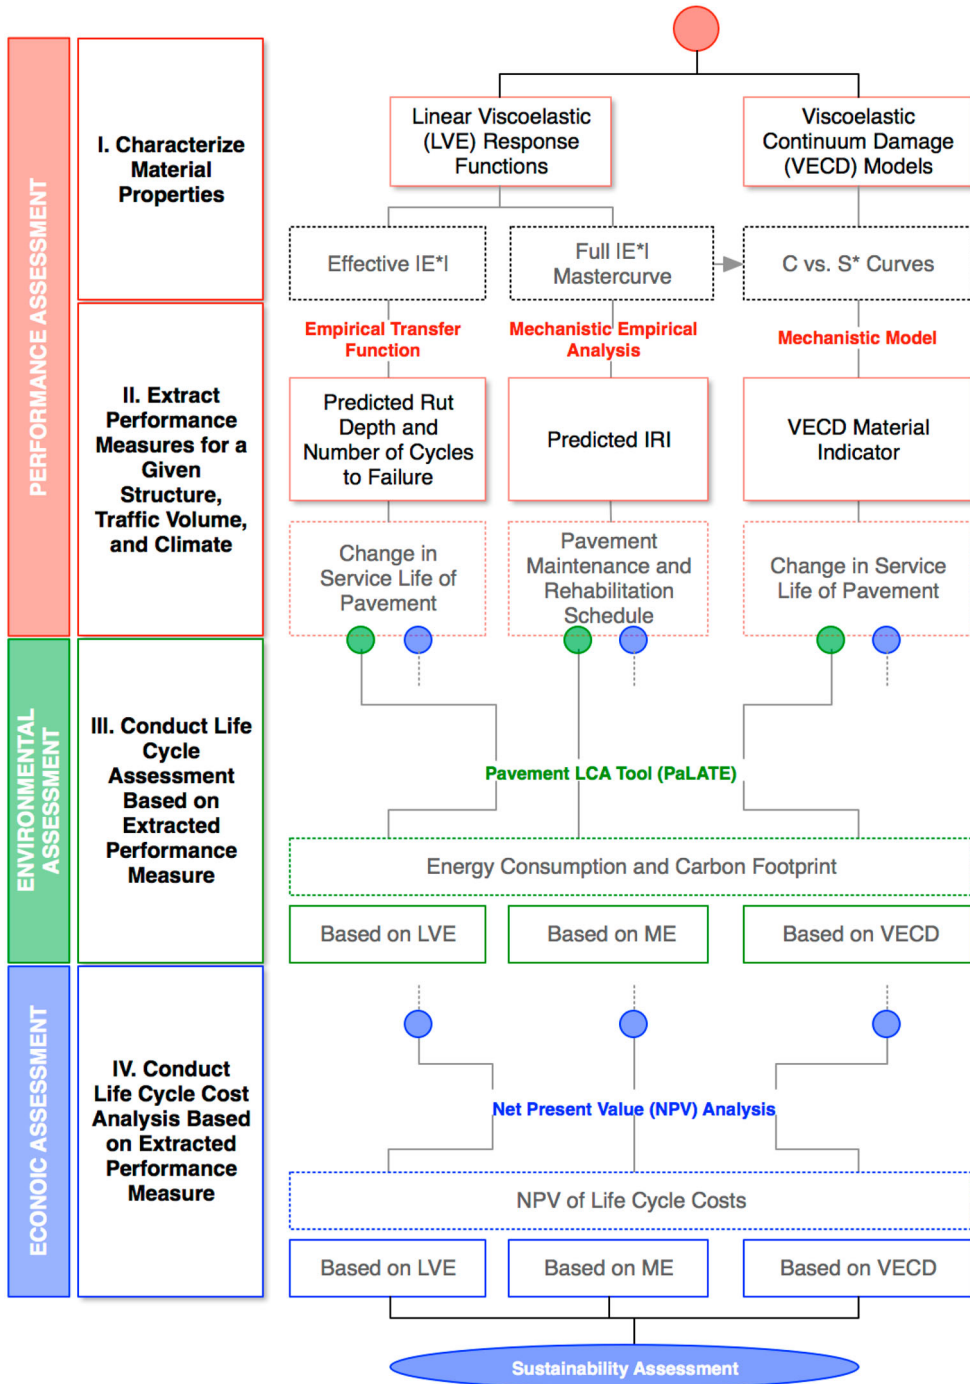 PERFORMANCE ASSESSMENT
I. Characterize
Material
Properties
Linear Viscoelastic
(LVE) Response
Functions
Viscoelastic
Continuum Damage
(VECD) Models
Effective |E*|
Full |E*|
Mastercurve
C vs. S* Curves
Empirical Transfer
Function
Mechanistic Empirical
Analysis
Mechanistic Model
II. Extract
Performance
Measures for a
Given
Structure,
Traffic Volume,
and Climate
Predicted Rut
Depth and
Number of Cycles
to Failure
Predicted IRI
VECD Material
Indicator
Change in
Service Life of
Pavement
Pavement
Maintenance and
Rehabilitation
Schedule
Change in Service
Life of Pavement
ENVIRONMENTAL
ASSESSMENT
III. Conduct Life
Cycle
Assessment
Based on
Extracted
Performance
Measure
Pavement LCA Tool (PaLATE)
Energy Consumption and Carbon Footprint
Based on LVE
Based on ME
Based on VECD
ECONOIC ASSESSMENT
IV. Conduct
Life Cycle Cost
Analysis Based
on Extracted
Performance
Measure
Net Present Value (NPV) Analysis
NPV of Life Cycle Costs
Based on LVE
Based on ME
Based on VECD
Sustainability Assessment